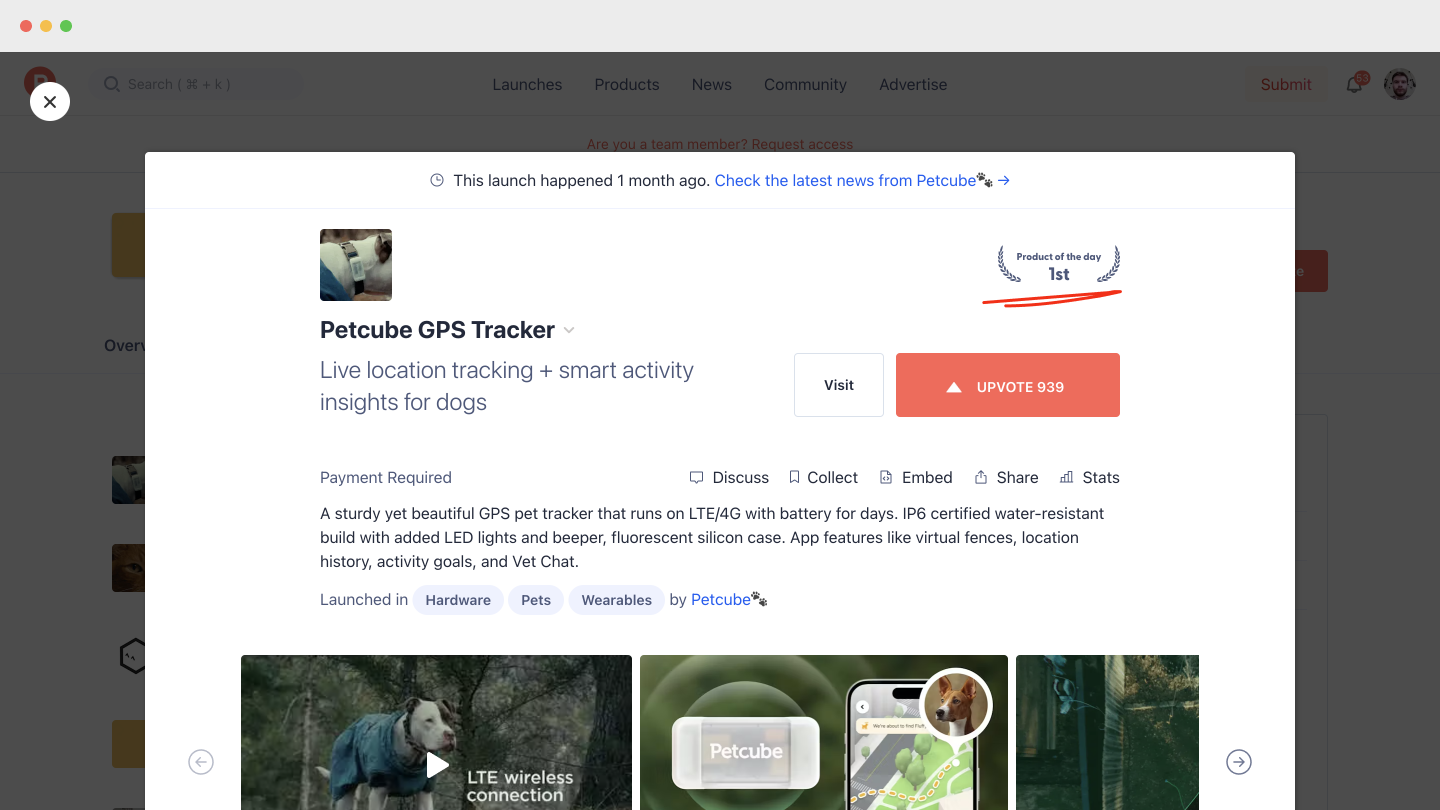 Search ( ⌘ + k )
Launches
Products
News
Community
Advertise
Submit
53
Are you a team member? Request access
This launch happened 1 month ago. Check the latest news from Petcube🐾 →
Product of the day
1st
Petcube GPS Tracker
Live location tracking + smart activity
insights for dogs
Visit
UPVOTE 939
Overv
e
Payment Required
Discuss
Collect
Embed
Share
Stats
A sturdy yet beautiful GPS pet tracker that runs on LTE/4G with battery for days. IP6 certified water-resistant
build with added LED lights and beeper, fluorescent silicon case. App features like virtual fences, location
history, activity goals, and Vet Chat.
Launched in Hardware Pets Wearables by Petcube🐾
LTE wireless
connection
Petcube
We're about to find Fluffy